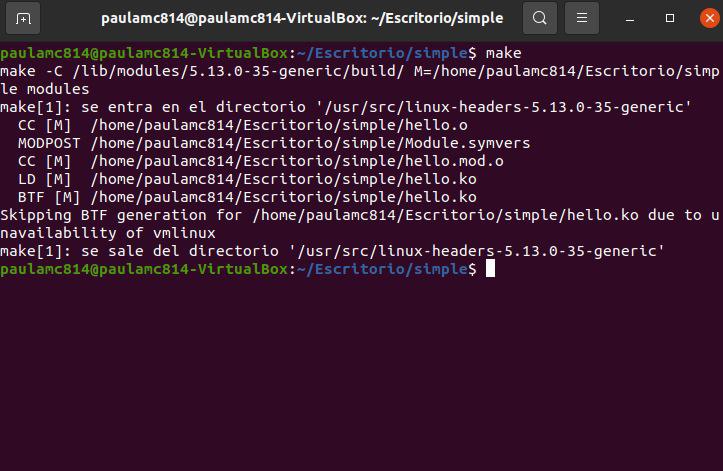 paulamc814@paulamc814-VirtualBox: ~/Escritorio/simple
paulamc814@paulamc814-VirtualBox:~/Escritorio/simple$ make
make -C /lib/modules/5.13.0-35-generic/build/ M=/home/paulamc814/Escritorio/simp
le modules
make[1]: se entra en el directorio '/usr/src/linux-headers-5.13.0-35-generic'
  CC [M]  /home/paulamc814/Escritorio/simple/hello.o
  MODPOST /home/paulamc814/Escritorio/simple/Module.symvers
  CC [M]  /home/paulamc814/Escritorio/simple/hello.mod.o
  LD [M]  /home/paulamc814/Escritorio/simple/hello.ko
  BTF [M] /home/paulamc814/Escritorio/simple/hello.ko
Skipping BTF generation for /home/paulamc814/Escritorio/simple/hello.ko due to u
navailability of vmlinux
make[1]: se sale del directorio '/usr/src/linux-headers-5.13.0-35-generic'
paulamc814@paulamc814-VirtualBox:~/Escritorio/simple$